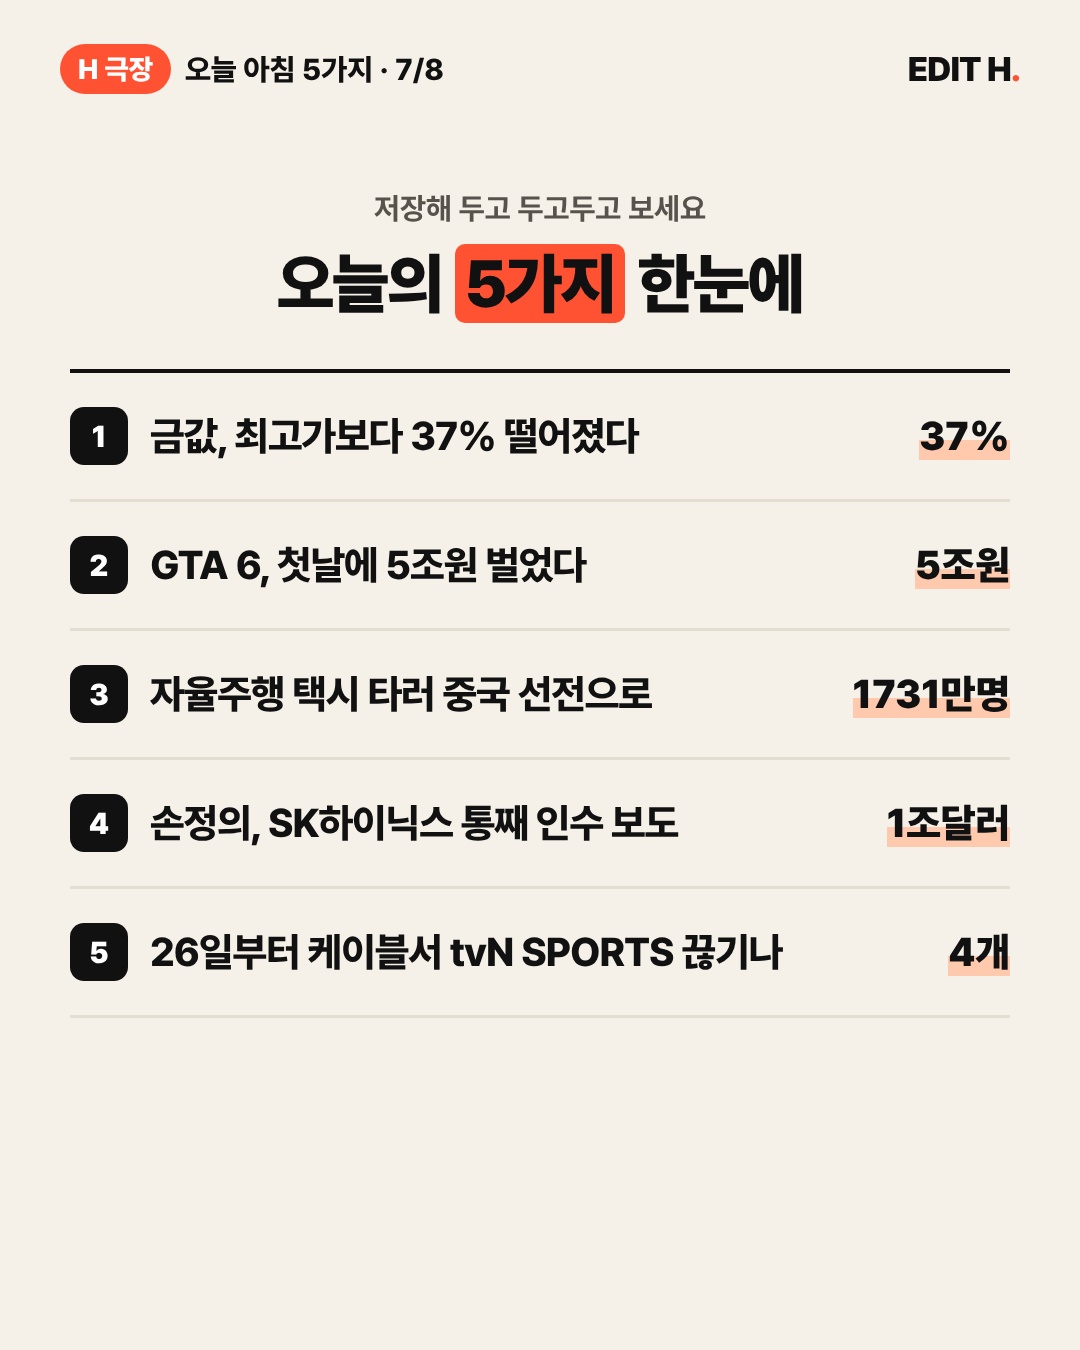 H 극장 오늘 아침 5가지 · 7/8
EDIT H.
저장해 두고 두고두고 보세요
오늘의 5가지 한눈에
1 금값, 최고가보다 37% 떨어졌다 37%
2 GTA 6, 첫날에 5조원 벌었다 5조원
3 자율주행 택시 타러 중국 선전으로 1731만명
4 손정의, SK하이닉스 통째 인수 보도 1조달러
5 26일부터 케이블서 tvN SPORTS 끊기나 4개